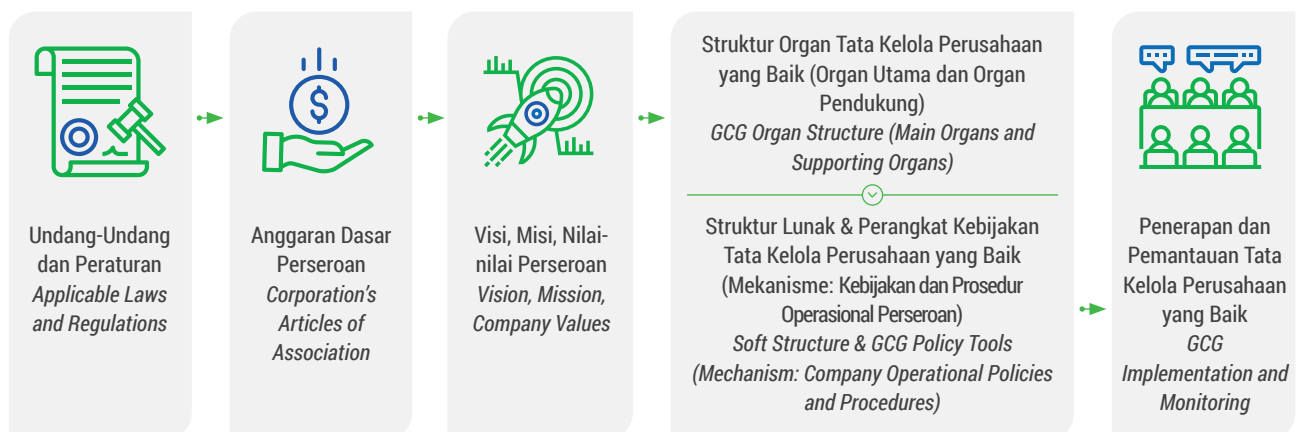 Undang-Undang
dan Peraturan
Applicable Laws
and Regulations
Anggaran Dasar
Perseroan
Corporation's
Articles of
Association
Visi, Misi, Nilai-
nilai Perseroan
Vision, Mission,
Company Values
Struktur Organ Tata Kelola Perusahaan
yang Baik (Organ Utama dan Organ
Pendukung)
GCG Organ Structure (Main Organs and
Supporting Organs)
Struktur Lunak & Perangkat Kebijakan
Tata Kelola Perusahaan yang Baik
(Mekanisme: Kebijakan dan Prosedur
Operasional Perseroan)
Soft Structure & GCG Policy Tools
(Mechanism: Company Operational Policies
and Procedures)
Penerapan dan
Pemantauan Tata
Kelola Perusahaan
yang Baik
GCG
Implementation and
Monitoring